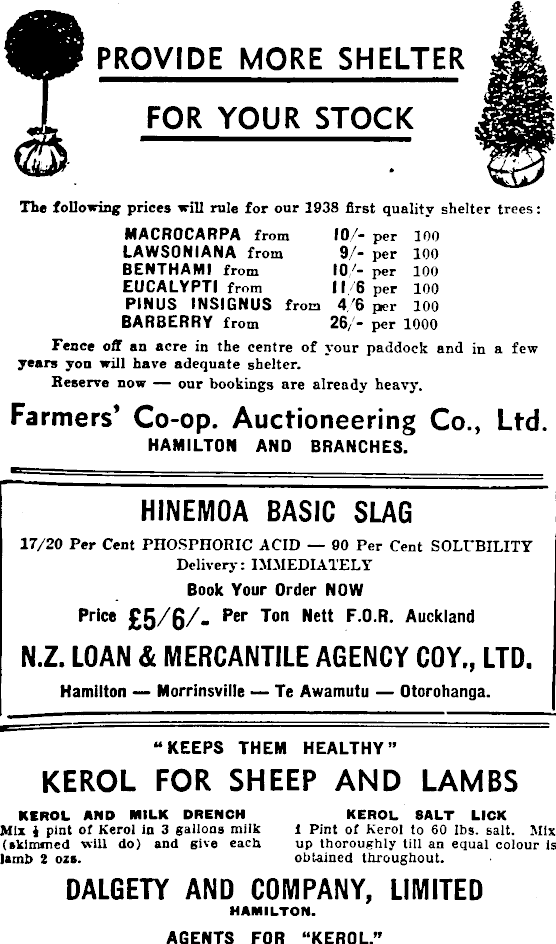 PROVIDE MORE SHELTER
FOR YOUR STOCK
The following prices will rule for our 1938 first quality shelter trees:
MACROCARPA from 10/- per 100
LAWSONIANA from 9/- per 100
BENTHAMI from 10/- per 100
EUCALYPTI from 11/6 per 100
PINUS INSIGNUS from 4/6 per 100
BARBERRY from 26/- per 1000
Fence off an acre in the centre of your paddock and in a few
years you will have adequate shelter.
Reserve now — our bookings are already heavy.
Farmers' Co-op. Auctioneering Co., Ltd.
HAMILTON AND BRANCHES.
HINEMOA BASIC SLAG
17/20 Per Cent PHOSPHORIC ACID — 90 Per Cent SOLUBILITY
Delivery: IMMEDIATELY
Book Your Order NOW
Price £5/6/- Per Ton Nett F.O.R. Auckland
N.Z. LOAN & MERCANTILE AGENCY COY., LTD.
Hamilton — Morrinsville — Te Awamutu — Otorohanga.
"KEEPS THEM HEALTHY"
KEROL FOR SHEEP AND LAMBS
KEROL AND MILK DRENCH
Mix pint of Kerol in 3 gallons milk
(skimmed will do) and give each
lamb 2 ozs.
KEROL SALT LICK
1 Pint of Kerol to 60 lbs. salt. Mix
up thoroughly till an equal colour is
obtained throughout.
DALGETY AND COMPANY, LIMITED
HAMILTON.
AGENTS FOR "KEROL."